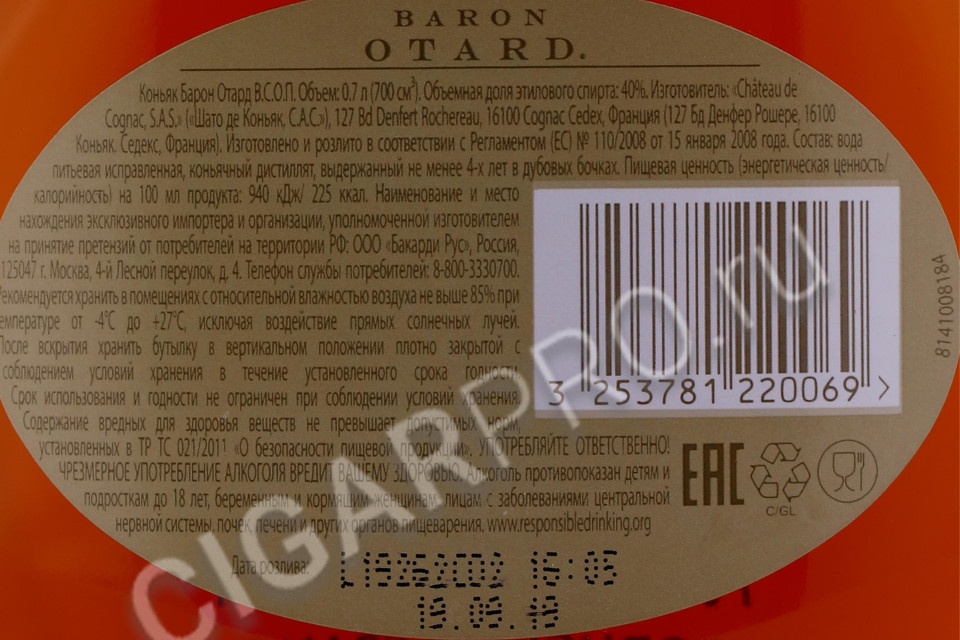 BARON
OTARD.
Коньяк Барон Отард В.С.О.П. Объем: 0.7 л (700 см³). Объемная доля этилового спирта: 40%. Изготовитель: «Château de
Cognac, S.A.S.» («Шато де Коньяк, С.А.С»), 127 Bd Denfert Rochereau, 16100 Cognac Cedex, Франция (127 Бд Денфер Рошере, 16100
Коньяк. Седекс, Франция). Изготовлено и розлито в соответствии с Регламентом (ЕС) № 110/2008 от 15 января 2008 года. Состав: вода
питьевая исправленная, коньячный дистиллят, выдержанный не менее 4-х лет в дубовых бочках. Пищевая ценность (энергетическая ценность/
калорийность) на 100 мл продукта: 940 кДж/ 225 ккал. Наименование и место
нахождения эксклюзивного импортера и организации, уполномоченной изготовителем
на принятие претензий от потребителей на территории РФ: ООО «Бакарди Рус», Россия,
125047 г. Москва, 4-й Лесной переулок, д. 4. Телефон службы потребителей: 8-800-3330700.
Рекомендуется хранить в помещениях с относительной влажностью воздуха не выше 85% при
температуре от -4°C до +27°C, исключая воздействие прямых солнечных лучей.
После вскрытия хранить бутылку в вертикальном положении плотно закрытой с
соблюдением условий хранения в течение установленного срока годности.
Срок использования и годности не ограничен при соблюдении условий хранения.
Содержание вредных для здоровья веществ не превышает допустимых норм,
установленных в ТР ТС 021/2011 «О безопасности пищевой продукции». УПОТРЕБЛЯЙТЕ ОТВЕТСТВЕННО!
ЧРЕЗМЕРНОЕ УПОТРЕБЛЕНИЕ АЛКОГОЛЯ ВРЕДИТ ВАШЕМУ ЗДОРОВЬЮ. Алкоголь противопоказан детям и
подросткам до 18 лет, беременным и кормящим женщинам, лицам с заболеваниями центральной
нервной системы, почек, печени и других органов пищеварения. www.responsibledrinking.org
Дата розлива:
L19262C02 16:05
19.09.19
3 253781 220069 >
81410081​8A
EAC
C/GL
CIGARPRO.ru